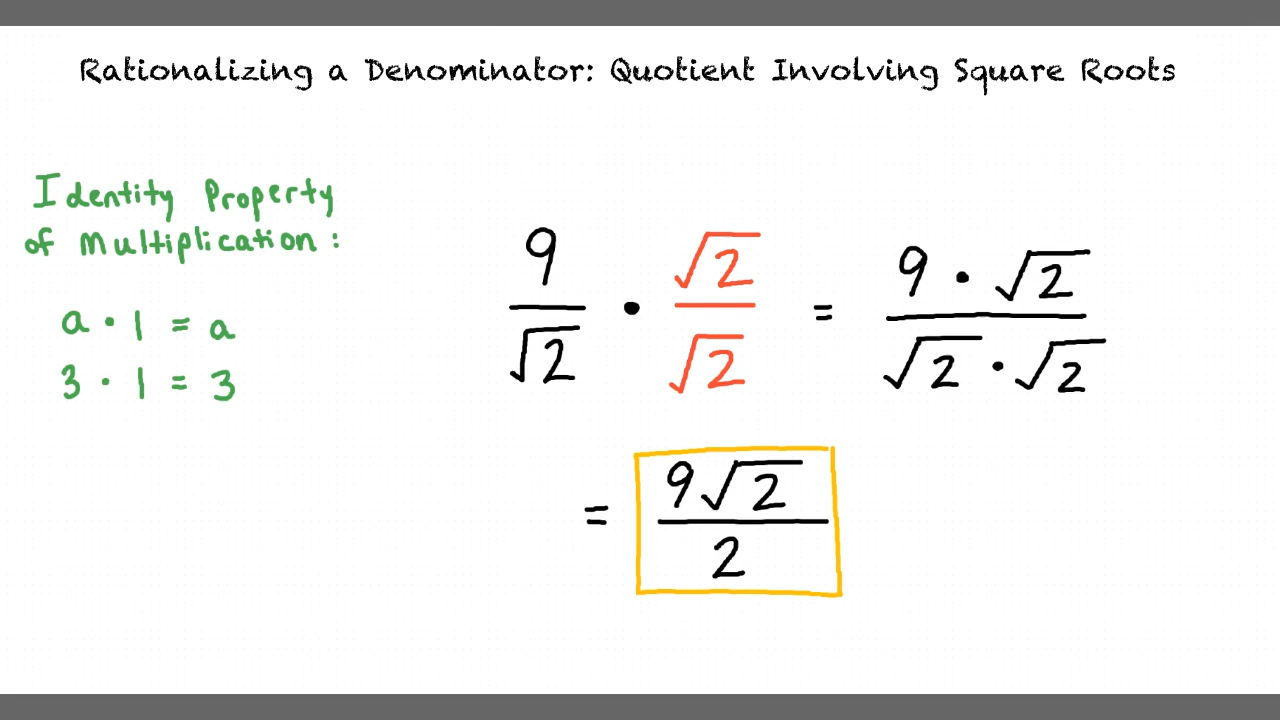 Rationalizing a Denominator: Quotient Involving Square Roots
Identity Property
of Multiplication:
a · 1 = a
3 · 1 = 3
9/√2 · √2/√2 = 9 · √2/√2 · √2
= 9√2/2